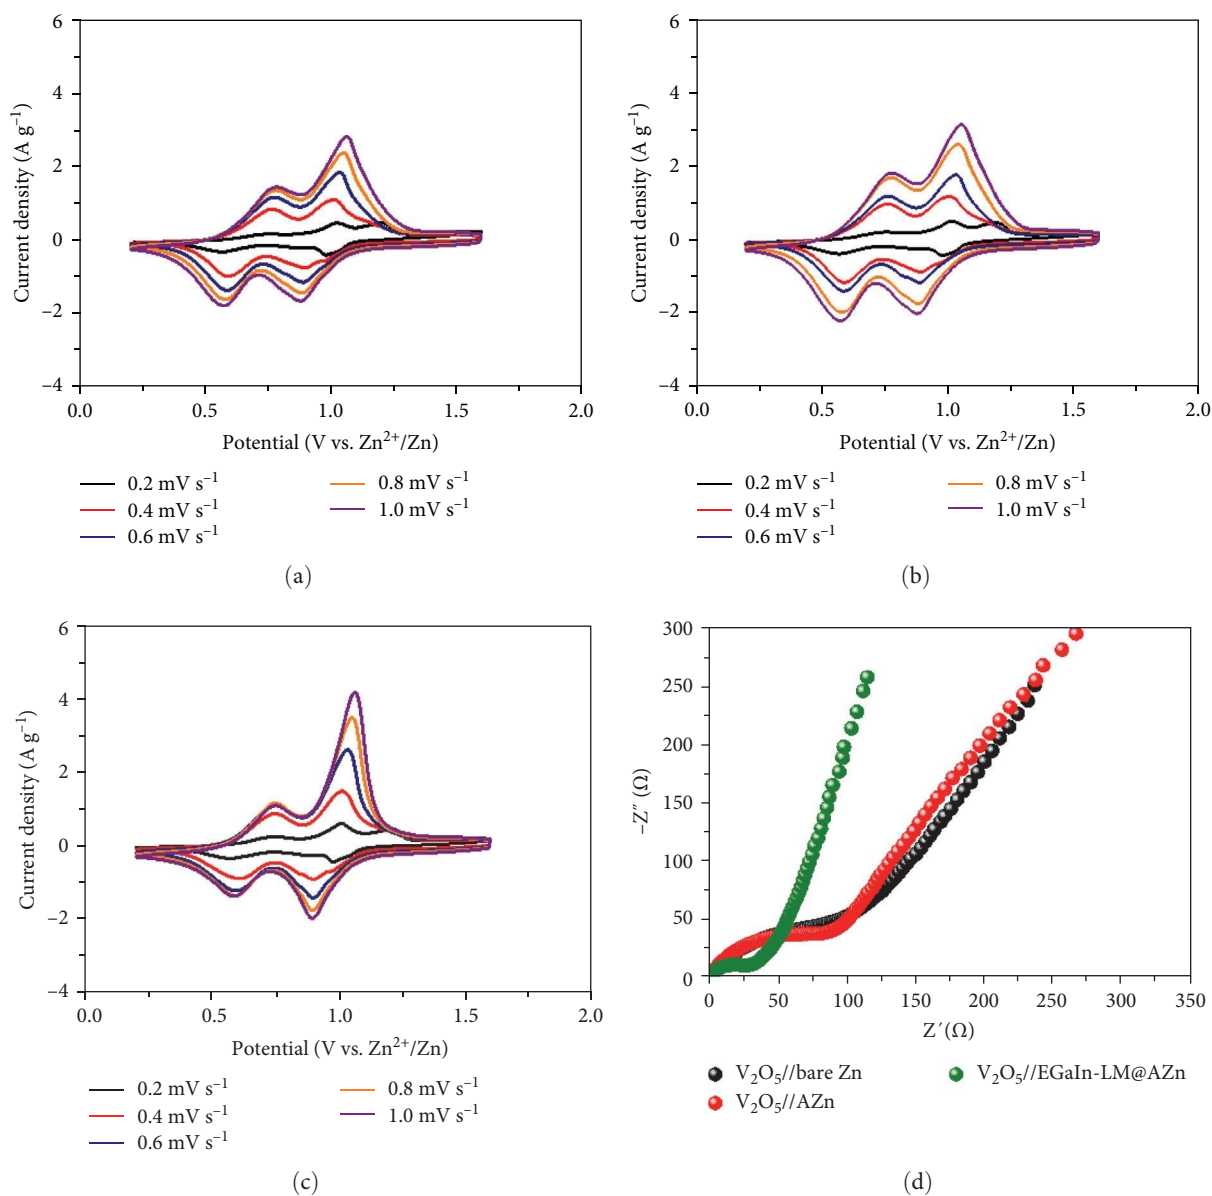 6
4
2
0
−2
−4
Current density (A g⁻¹)
0.0 0.5 1.0 1.5 2.0
Potential (V vs. Zn²⁺/Zn)
0.2 mV s⁻¹
0.4 mV s⁻¹
0.6 mV s⁻¹
0.8 mV s⁻¹
1.0 mV s⁻¹
(a)
6
4
2
0
−2
−4
Current density (A g⁻¹)
0.0 0.5 1.0 1.5 2.0
Potential (V vs. Zn²⁺/Zn)
0.2 mV s⁻¹
0.4 mV s⁻¹
0.6 mV s⁻¹
0.8 mV s⁻¹
1.0 mV s⁻¹
(b)
6
4
2
0
−2
−4
Current density (A g⁻¹)
0.0 0.5 1.0 1.5 2.0
Potential (V vs. Zn²⁺/Zn)
0.2 mV s⁻¹
0.4 mV s⁻¹
0.6 mV s⁻¹
0.8 mV s⁻¹
1.0 mV s⁻¹
(c)
300
250
200
150
100
50
0
−Z″ (Ω)
0 50 100 150 200 250 300 350
Z′(Ω)
V₂O₅//bare Zn
V₂O₅//AZn
V₂O₅//EGaIn-LM@AZn
(d)